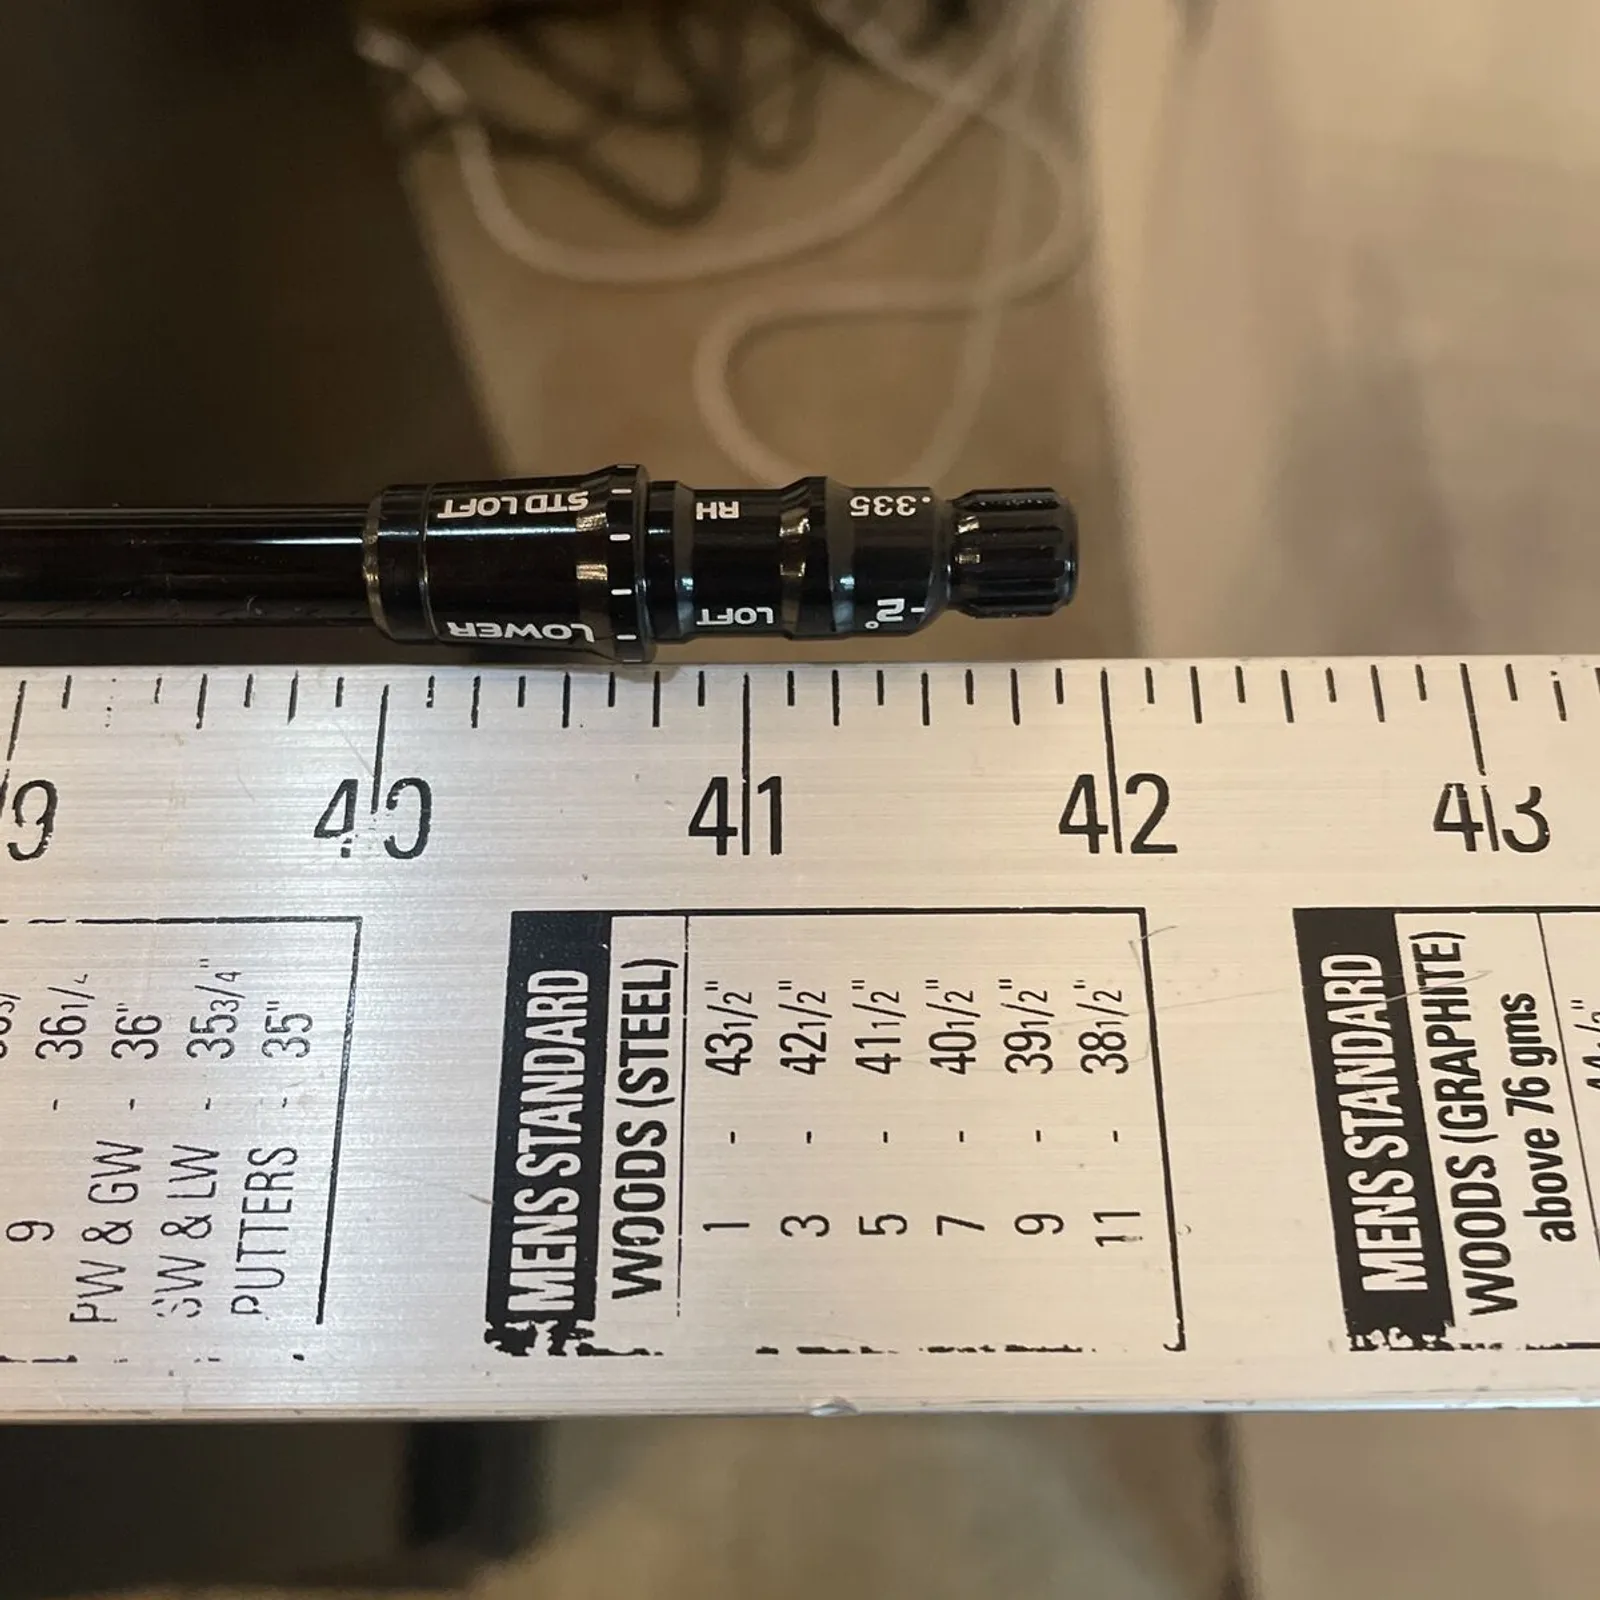 STD LOFT
RH
.335
LOWER
LOFT
-2°
40
41
42
43
9 - 36 1/
PW & GW - 36"
SW & LW - 35 3/4"
PUTTERS - 35"
MENS STANDARD
WOODS (STEEL)
1 - 43 1/2"
3 - 42 1/2"
5 - 41 1/2"
7 - 40 1/2"
9 - 39 1/2"
11 - 38 1/2"
MENS STANDARD
WOODS (GRAPHITE)
above 76 gms